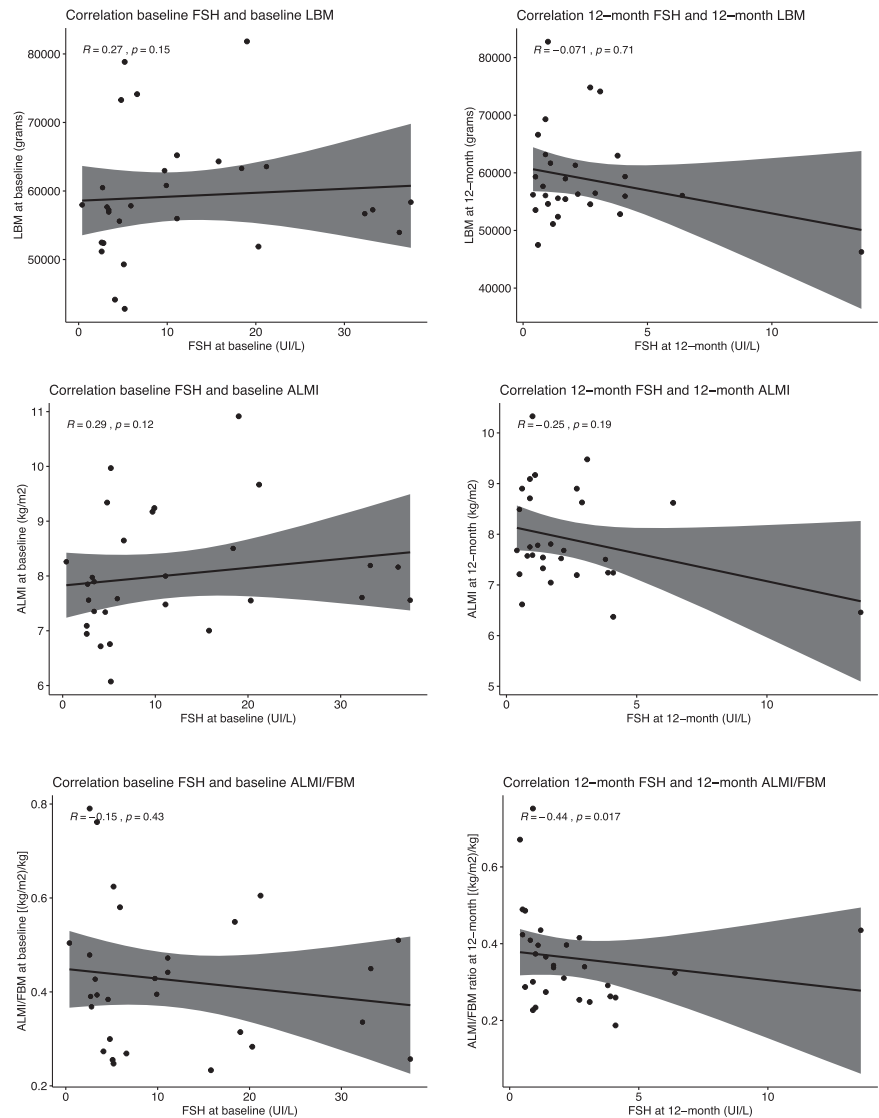 Correlation baseline FSH and baseline LBM
R = 0.27 , p = 0.15
LBM at baseline (grams)
80000
70000
60000
50000
0
10
20
30
FSH at baseline (UI/L)
Correlation 12−month FSH and 12−month LBM
R = −0.071 , p = 0.71
LBM at 12−month (grams)
80000
70000
60000
50000
40000
0
5
10
FSH at 12−month (UI/L)
Correlation baseline FSH and baseline ALMI
R = 0.29 , p = 0.12
ALMI at baseline (kg/m2)
11
10
9
8
7
6
0
10
20
30
FSH at baseline (UI/L)
Correlation 12−month FSH and 12−month ALMI
R = −0.25 , p = 0.19
ALMI at 12−month (kg/m2)
10
9
8
7
6
5
0
5
10
FSH at 12−month (UI/L)
Correlation baseline FSH and baseline ALMI/FBM
R = −0.15 , p = 0.43
ALMI/FBM at baseline [(kg/m2)/kg]
0.8
0.6
0.4
0.2
0
10
20
30
FSH at baseline (UI/L)
Correlation 12−month FSH and 12−month ALMI/FBM
R = −0.44 , p = 0.017
ALMI/FBM ratio at 12−month [(kg/m2)/kg]
0.6
0.4
0.2
0
5
10
FSH at 12−month (UI/L)